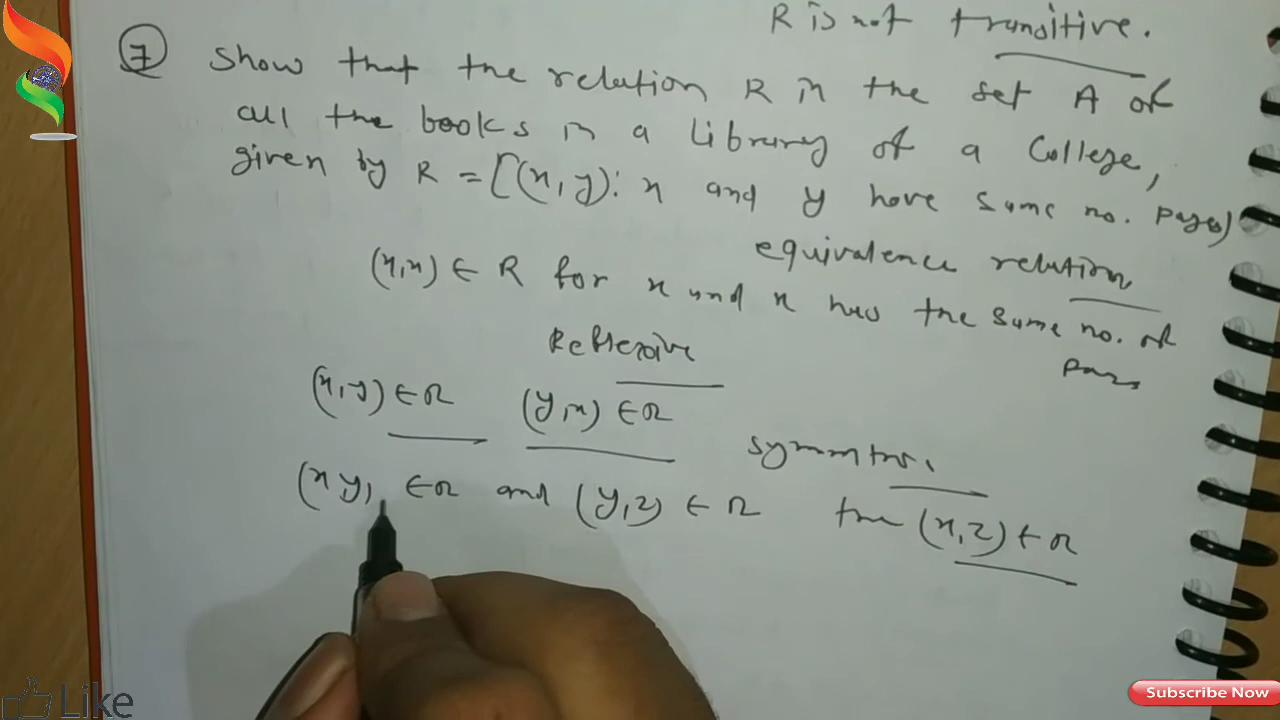 R is not transitive.
7 Show that the relation R in the set A of
all the books in a library of a College,
given by R = [(x, y): x and y have same no. pages)
equivalence relation
(x,x) ∈ R for x and x has the same no. of
pages
Reflexive
(x,y) ∈ R (y,x) ∈ R
symmetric
(x y) ∈ R and (y,z) ∈ R the (x,z) ∈ R
Like
Subscribe Now